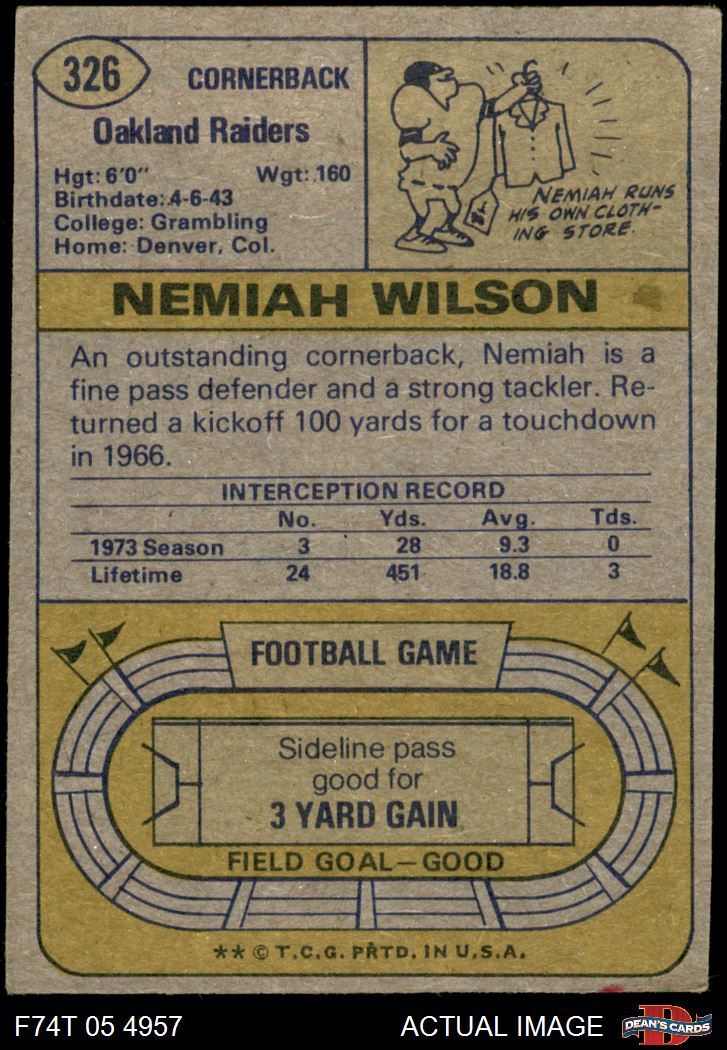 326
CORNERBACK
Oakland Raiders
Hgt: 6'0" Wgt: 160
Birthdate: 4-6-43
College: Grambling
Home: Denver, Col.
NEMIAH RUNS
HIS OWN CLOTH-
ING STORE.
NEMIAH WILSON
An outstanding cornerback, Nemiah is a
fine pass defender and a strong tackler. Re-
turned a kickoff 100 yards for a touchdown
in 1966.
INTERCEPTION RECORD
No. Yds. Avg. Tds.
1973 Season 3 28 9.3 0
Lifetime 24 451 18.8 3
FOOTBALL GAME
Sideline pass
good for
3 YARD GAIN
FIELD GOAL—GOOD
** © T.C.G. PRTD. IN U.S.A.
F74T 05 4957 ACTUAL IMAGE
D
DEAN'S CARDS